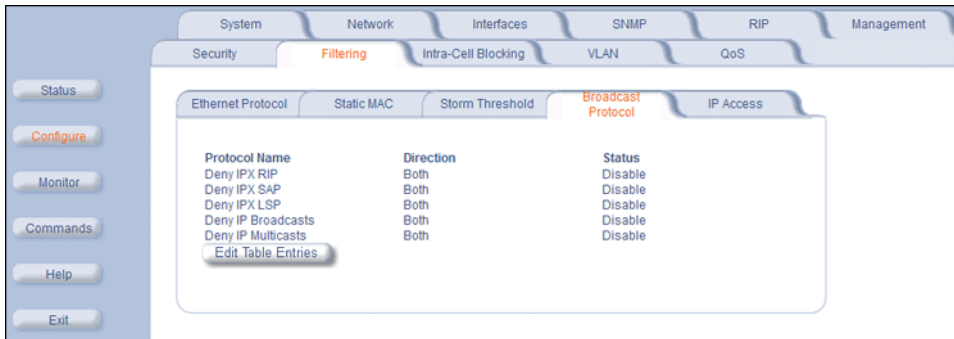 System Network Interfaces SNMP RIP Management
Security Filtering Intra-Cell Blocking VLAN QoS
Status
Configure
Monitor
Commands
Help
Exit
Ethernet Protocol Static MAC Storm Threshold Broadcast Protocol IP Access
Protocol Name Direction Status
Deny IPX RIP Both Disable
Deny IPX SAP Both Disable
Deny IPX LSP Both Disable
Deny IP Broadcasts Both Disable
Deny IP Multicasts Both Disable
Edit Table Entries